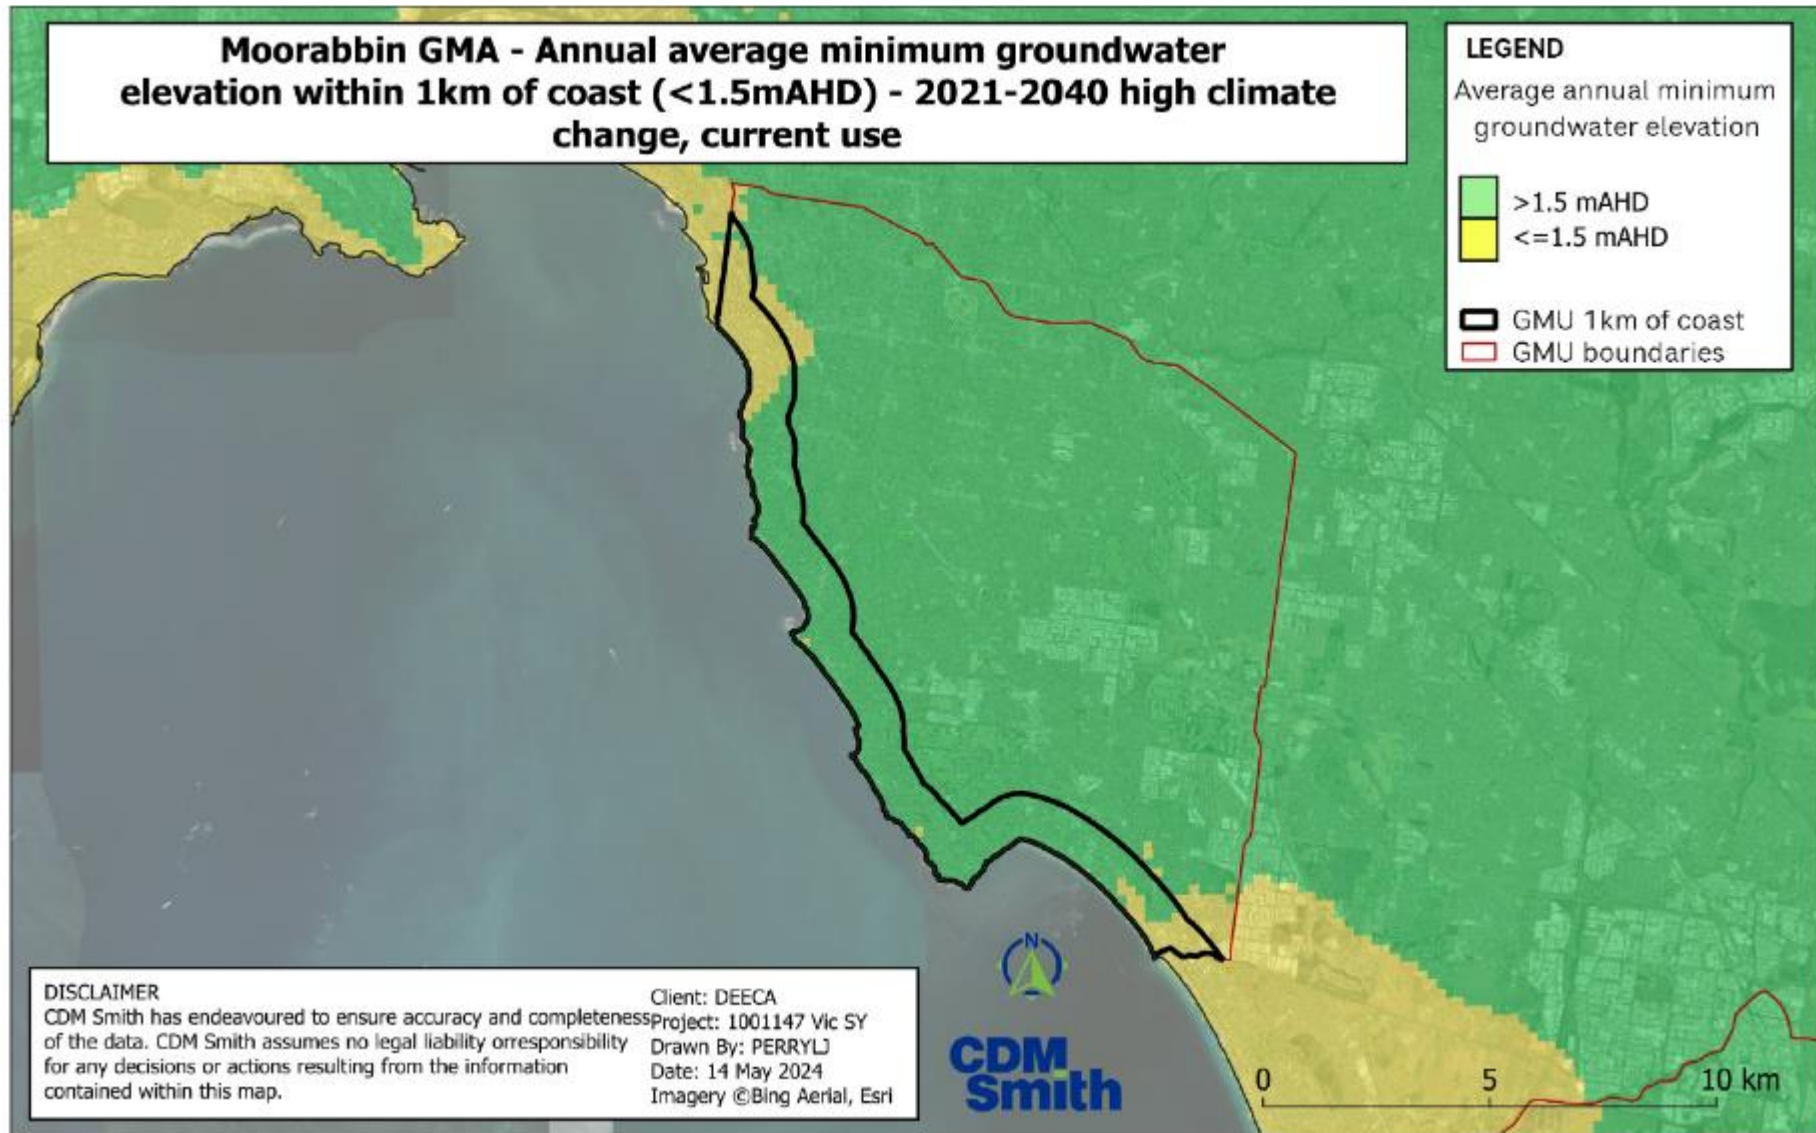 Moorabbin GMA - Annual average minimum groundwater
elevation within 1km of coast (<1.5mAHD) - 2021-2040 high climate
change, current use
LEGEND
Average annual minimum
groundwater elevation
>1.5 mAHD
<=1.5 mAHD
GMU 1km of coast
GMU boundaries
DISCLAIMER
CDM Smith has endeavoured to ensure accuracy and completeness
of the data. CDM Smith assumes no legal liability orresponsibility
for any decisions or actions resulting from the information
contained within this map.
Client: DEECA
Project: 1001147 Vic SY
Drawn By: PERRYLJ
Date: 14 May 2024
Imagery ©Bing Aerial, Esri
N
CDM
Smith
0 5 10 km